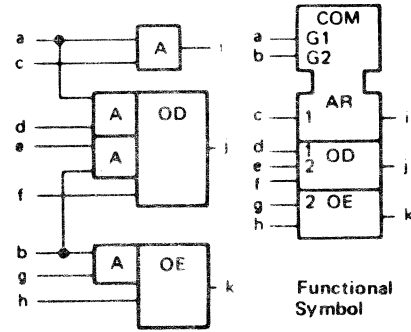 a
c
A
i
A
OD
d
e
A
j
f
b
A
OE
g
k
h
COM
a
G1
b
G2
AR
c
1
i
d
1
OD
e
2
j
f
g
2 OE
h
k
Functional
Symbol